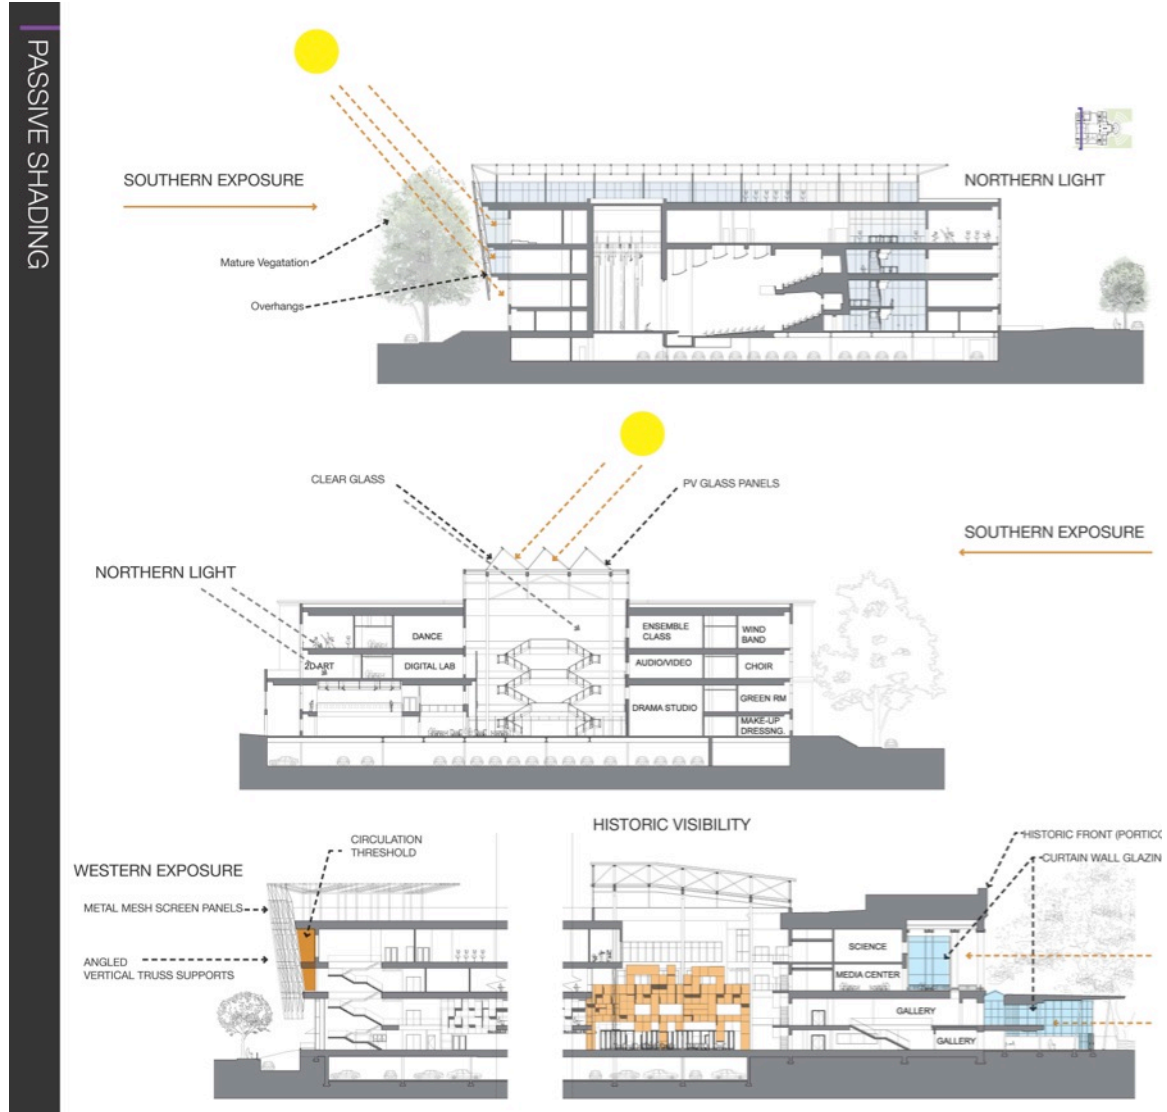 PASSIVE SHADING
SOUTHERN EXPOSURE
NORTHERN LIGHT
Mature Vegatation
Overhangs
CLEAR GLASS
PV GLASS PANELS
SOUTHERN EXPOSURE
NORTHERN LIGHT
DANCE
ENSEMBLE
CLASS
WIND
BAND
2D-ART
DIGITAL LAB
AUDIO/VIDEO
CHOIR
DRAMA STUDIO
GREEN RM
MAKE-UP
DRESSNG.
HISTORIC VISIBILITY
CIRCULATION
THRESHOLD
HISTORIC FRONT (PORTICO
WESTERN EXPOSURE
CURTAIN WALL GLAZIN
METAL MESH SCREEN PANELS
ANGLED
VERTICAL TRUSS SUPPORTS
SCIENCE
MEDIA CENTER
GALLERY
GALLERY